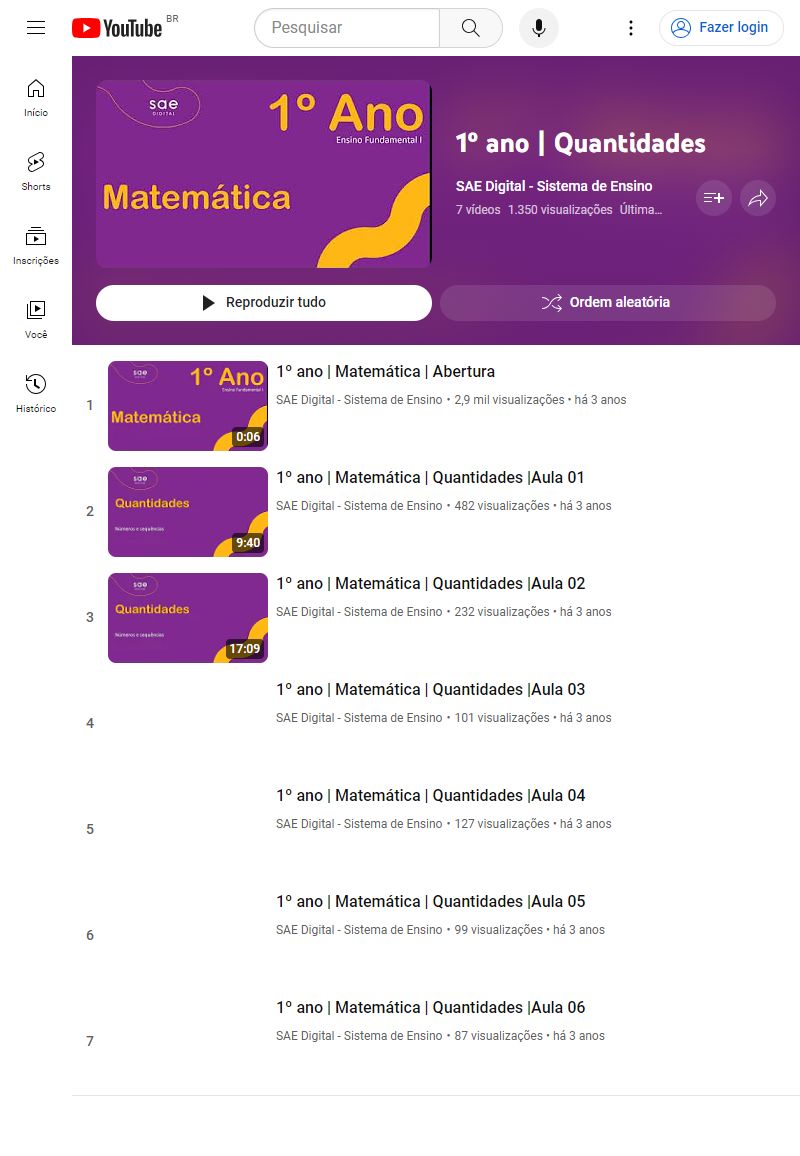 YouTube BR
Pesquisar
Fazer login
Início
Shorts
Inscrições
Você
Histórico
sae
DIGITAL
1º Ano
Ensino Fundamental I
Matemática
1º ano | Quantidades
SAE Digital - Sistema de Ensino
7 vídeos 1.350 visualizações Última...
Reproduzir tudo
Ordem aleatória
1
sae
1º Ano
Ensino Fundamental I
Matemática
0:06
1º ano | Matemática | Abertura
SAE Digital - Sistema de Ensino • 2,9 mil visualizações • há 3 anos
2
sae
Quantidades
Números e sequências
9:40
1º ano | Matemática | Quantidades |Aula 01
SAE Digital - Sistema de Ensino • 482 visualizações • há 3 anos
3
sae
Quantidades
Números e sequências
17:09
1º ano | Matemática | Quantidades |Aula 02
SAE Digital - Sistema de Ensino • 232 visualizações • há 3 anos
4
1º ano | Matemática | Quantidades |Aula 03
SAE Digital - Sistema de Ensino • 101 visualizações • há 3 anos
5
1º ano | Matemática | Quantidades |Aula 04
SAE Digital - Sistema de Ensino • 127 visualizações • há 3 anos
6
1º ano | Matemática | Quantidades |Aula 05
SAE Digital - Sistema de Ensino • 99 visualizações • há 3 anos
7
1º ano | Matemática | Quantidades |Aula 06
SAE Digital - Sistema de Ensino • 87 visualizações • há 3 anos